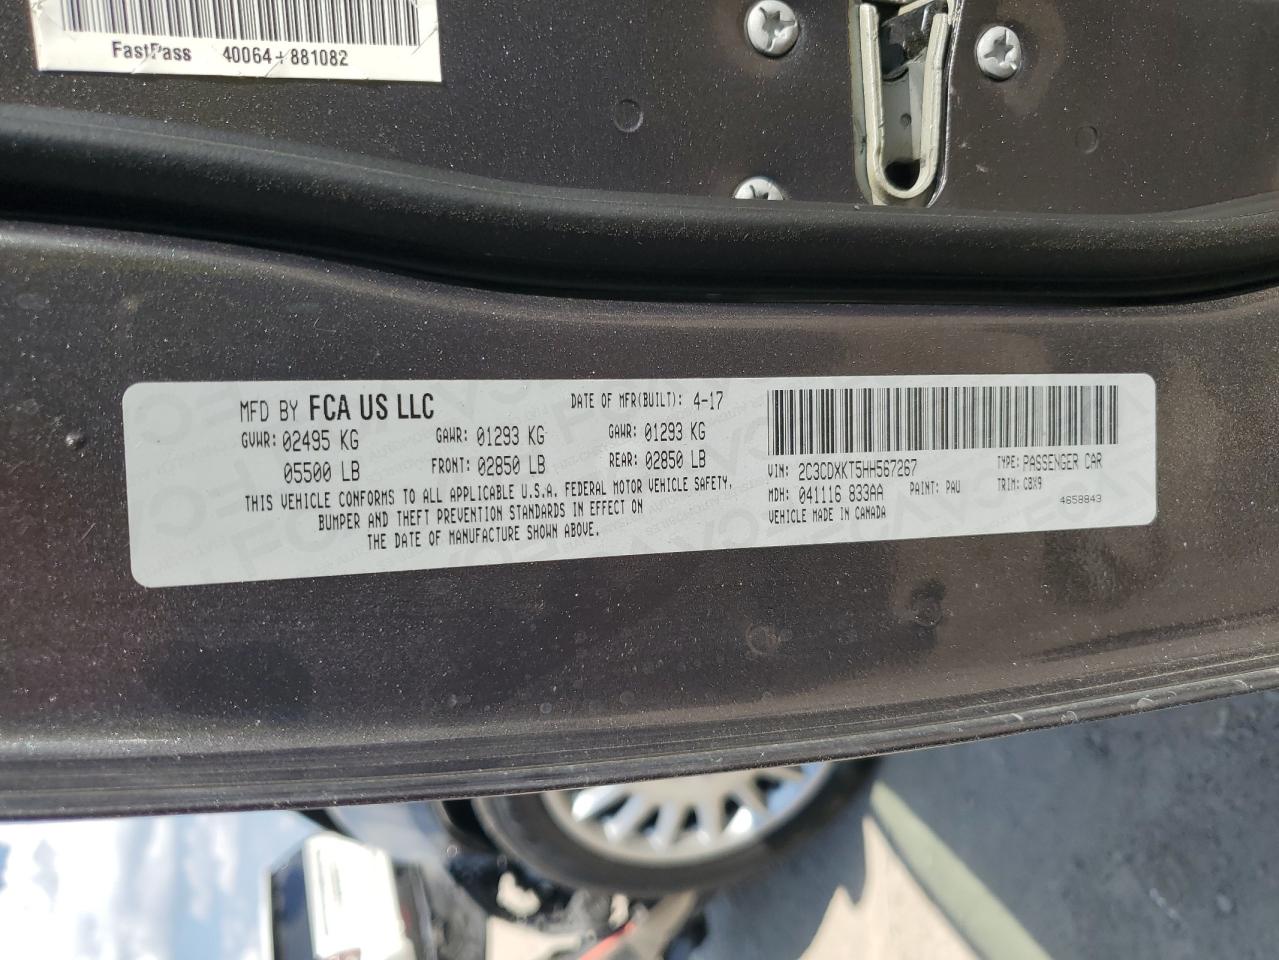 FastPass 40064+881082
MFD BY FCA US LLC DATE OF MFR(BUILT): 4-17
GVWR: 02495 KG GAWR: 01293 KG GAWR: 01293 KG
05500 LB FRONT: 02850 LB REAR: 02850 LB
THIS VEHICLE CONFORMS TO ALL APPLICABLE U.S.A. FEDERAL MOTOR VEHICLE SAFETY,
BUMPER AND THEFT PREVENTION STANDARDS IN EFFECT ON
THE DATE OF MANUFACTURE SHOWN ABOVE.
VIN: 2C3CDXKT5HH567267 TYPE: PASSENGER CAR
MDH: 041116 833AA PAINT: PAU TRIM: CBX9
VEHICLE MADE IN CANADA 4658843